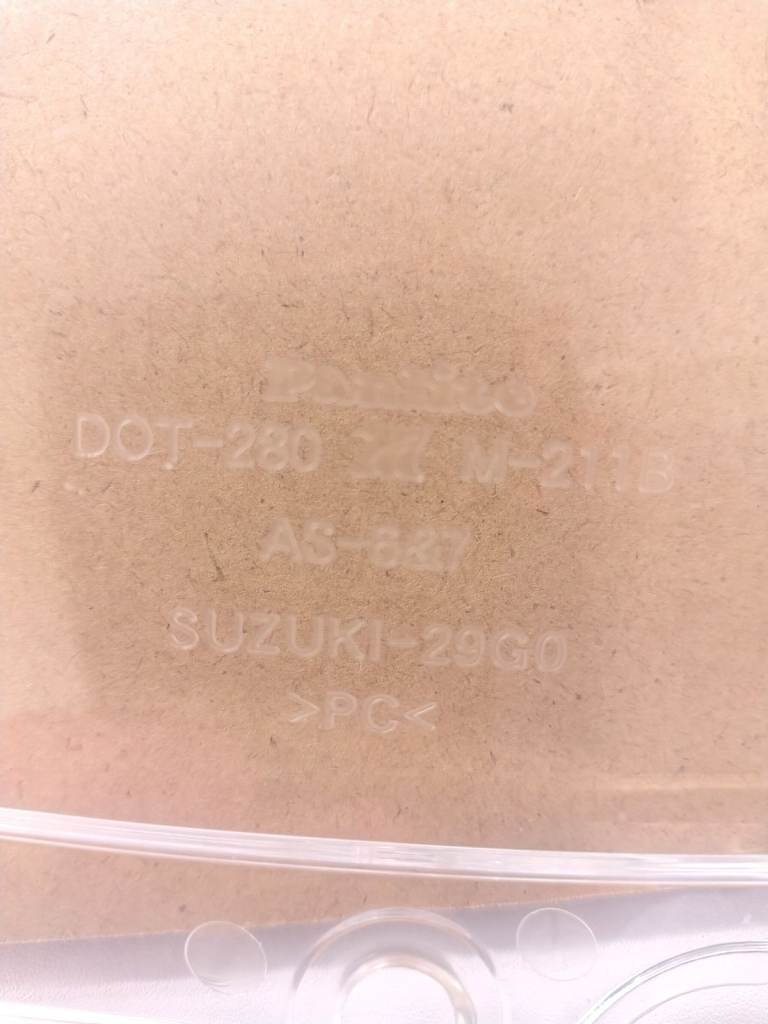 DOT-280 M-211B
AS-6&7
SUZUKI-29G0
>PC<